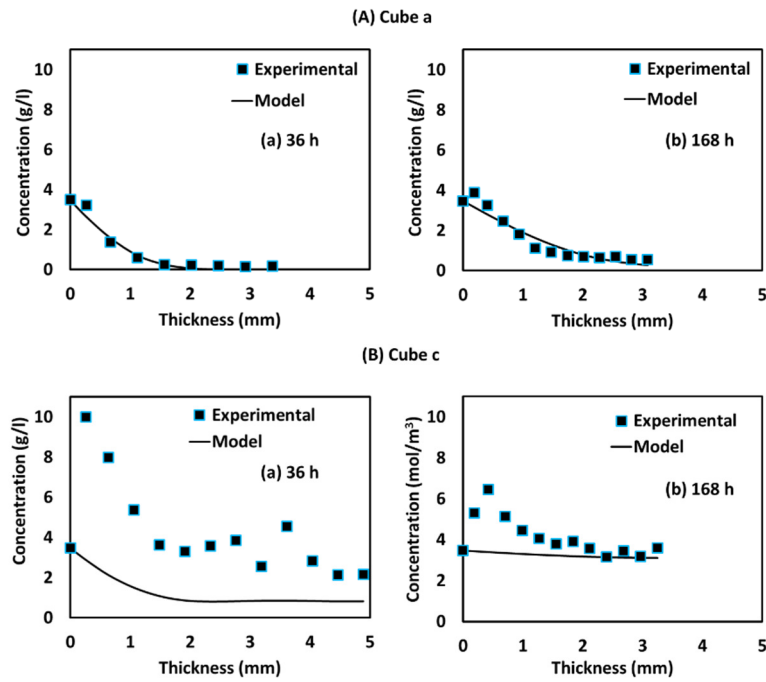 (A) Cube a
10
8
6
4
2
0
Concentration (g/l)
Experimental
Model
(a) 36 h
0 1 2 3 4 5
Thickness (mm)
10
8
6
4
2
0
Concentration (g/l)
Experimental
Model
(b) 168 h
0 1 2 3 4 5
Thickness (mm)
(B) Cube c
10
8
6
4
2
0
Concentration (g/l)
Experimental
Model
(a) 36 h
0 1 2 3 4 5
Thickness (mm)
10
8
6
4
2
0
Concentration (mol/m³)
Experimental
Model
(b) 168 h
0 1 2 3 4 5
Thickness (mm)